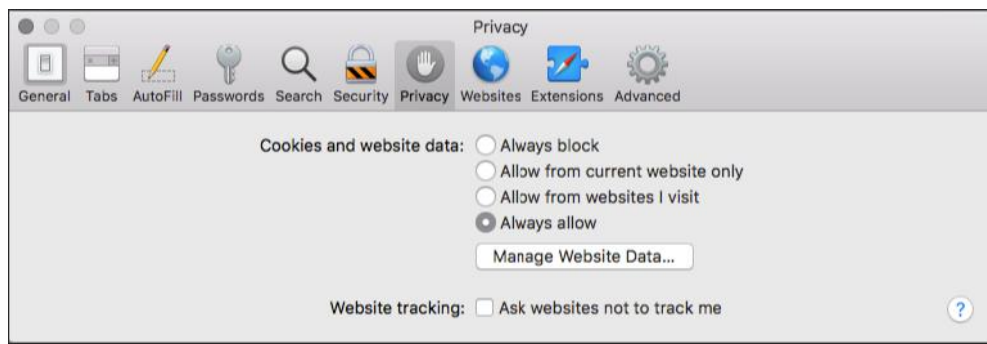 Privacy
General Tabs AutoFill Passwords Search Security Privacy Websites Extensions Advanced
Cookies and website data: Always block
Allow from current website only
Allow from websites I visit
Always allow
Manage Website Data...
Website tracking: Ask websites not to track me ?